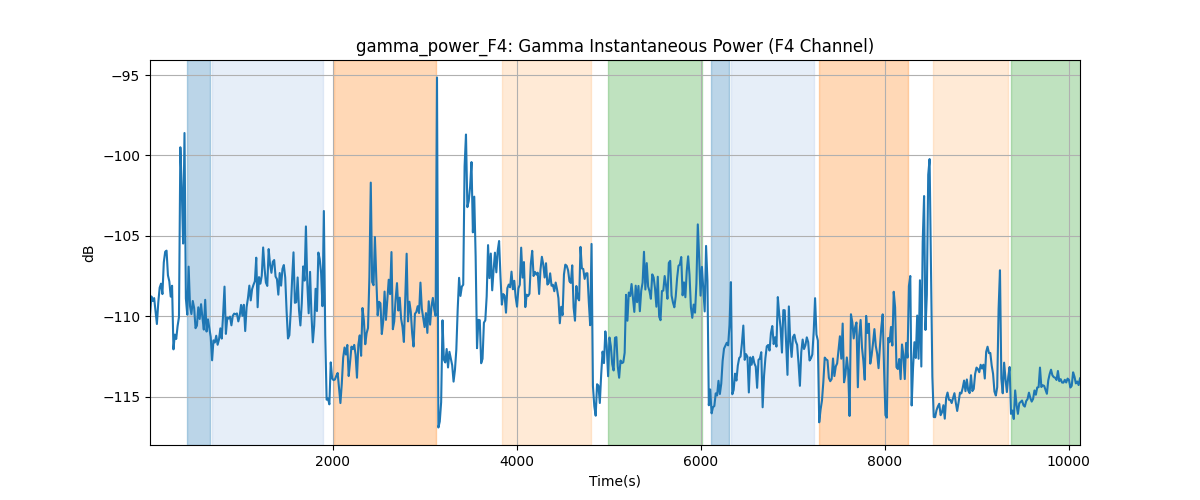 gamma_power_F4: Gamma Instantaneous Power (F4 Channel)
−95
−100
−105
−110
−115
dB
2000 4000 6000 8000 10000
Time(s)